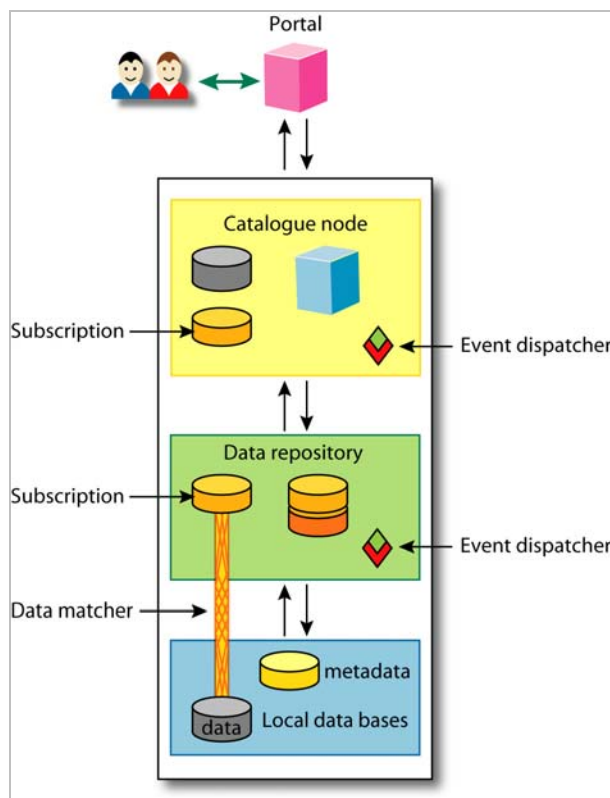 Portal
Catalogue node
Subscription
Event dispatcher
Data repository
Subscription
Event dispatcher
Data matcher
metadata
Local data bases
data